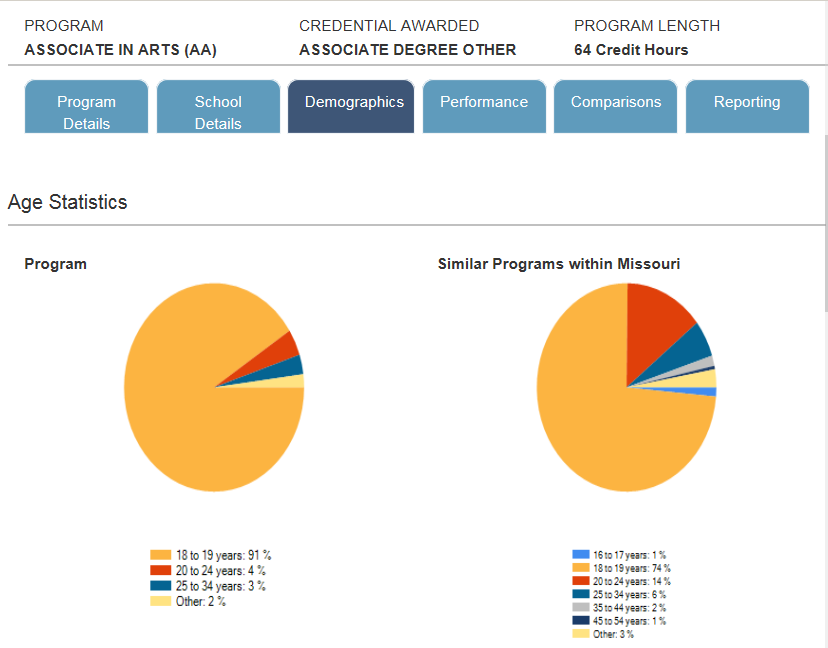 PROGRAM
CREDENTIAL AWARDED
PROGRAM LENGTH
ASSOCIATE IN ARTS (AA)
ASSOCIATE DEGREE OTHER
64 Credit Hours
Program
Details
School
Details
Demographics
Performance
Comparisons
Reporting
Age Statistics
Program
Similar Programs within Missouri
18 to 19 years: 91 %
20 to 24 years: 4 %
25 to 34 years: 3 %
Other: 2 %
16 to 17 years: 1 %
18 to 19 years: 74 %
20 to 24 years: 14 %
25 to 34 years: 6 %
35 to 44 years: 2 %
45 to 54 years: 1 %
Other: 3 %